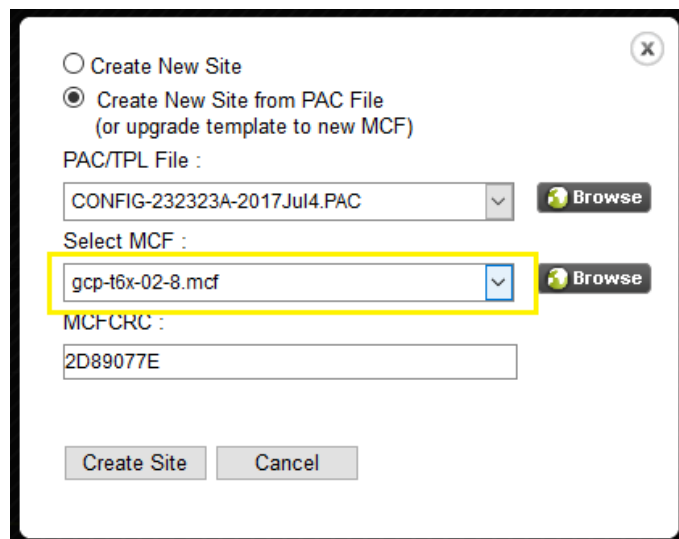 x
Create New Site
Create New Site from PAC File
(or upgrade template to new MCF)
PAC/TPL File :
CONFIG-232323A-2017Jul4.PAC Browse
Select MCF :
gcp-t6x-02-8.mcf Browse
MCFCRC :
2D89077E
Create Site Cancel